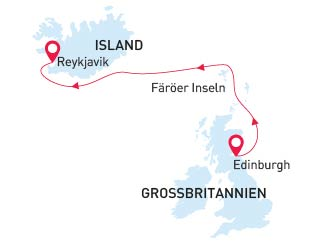 ISLAND
Reykjavik
Färöer Inseln
Edinburgh
GROSSBRITANNIEN